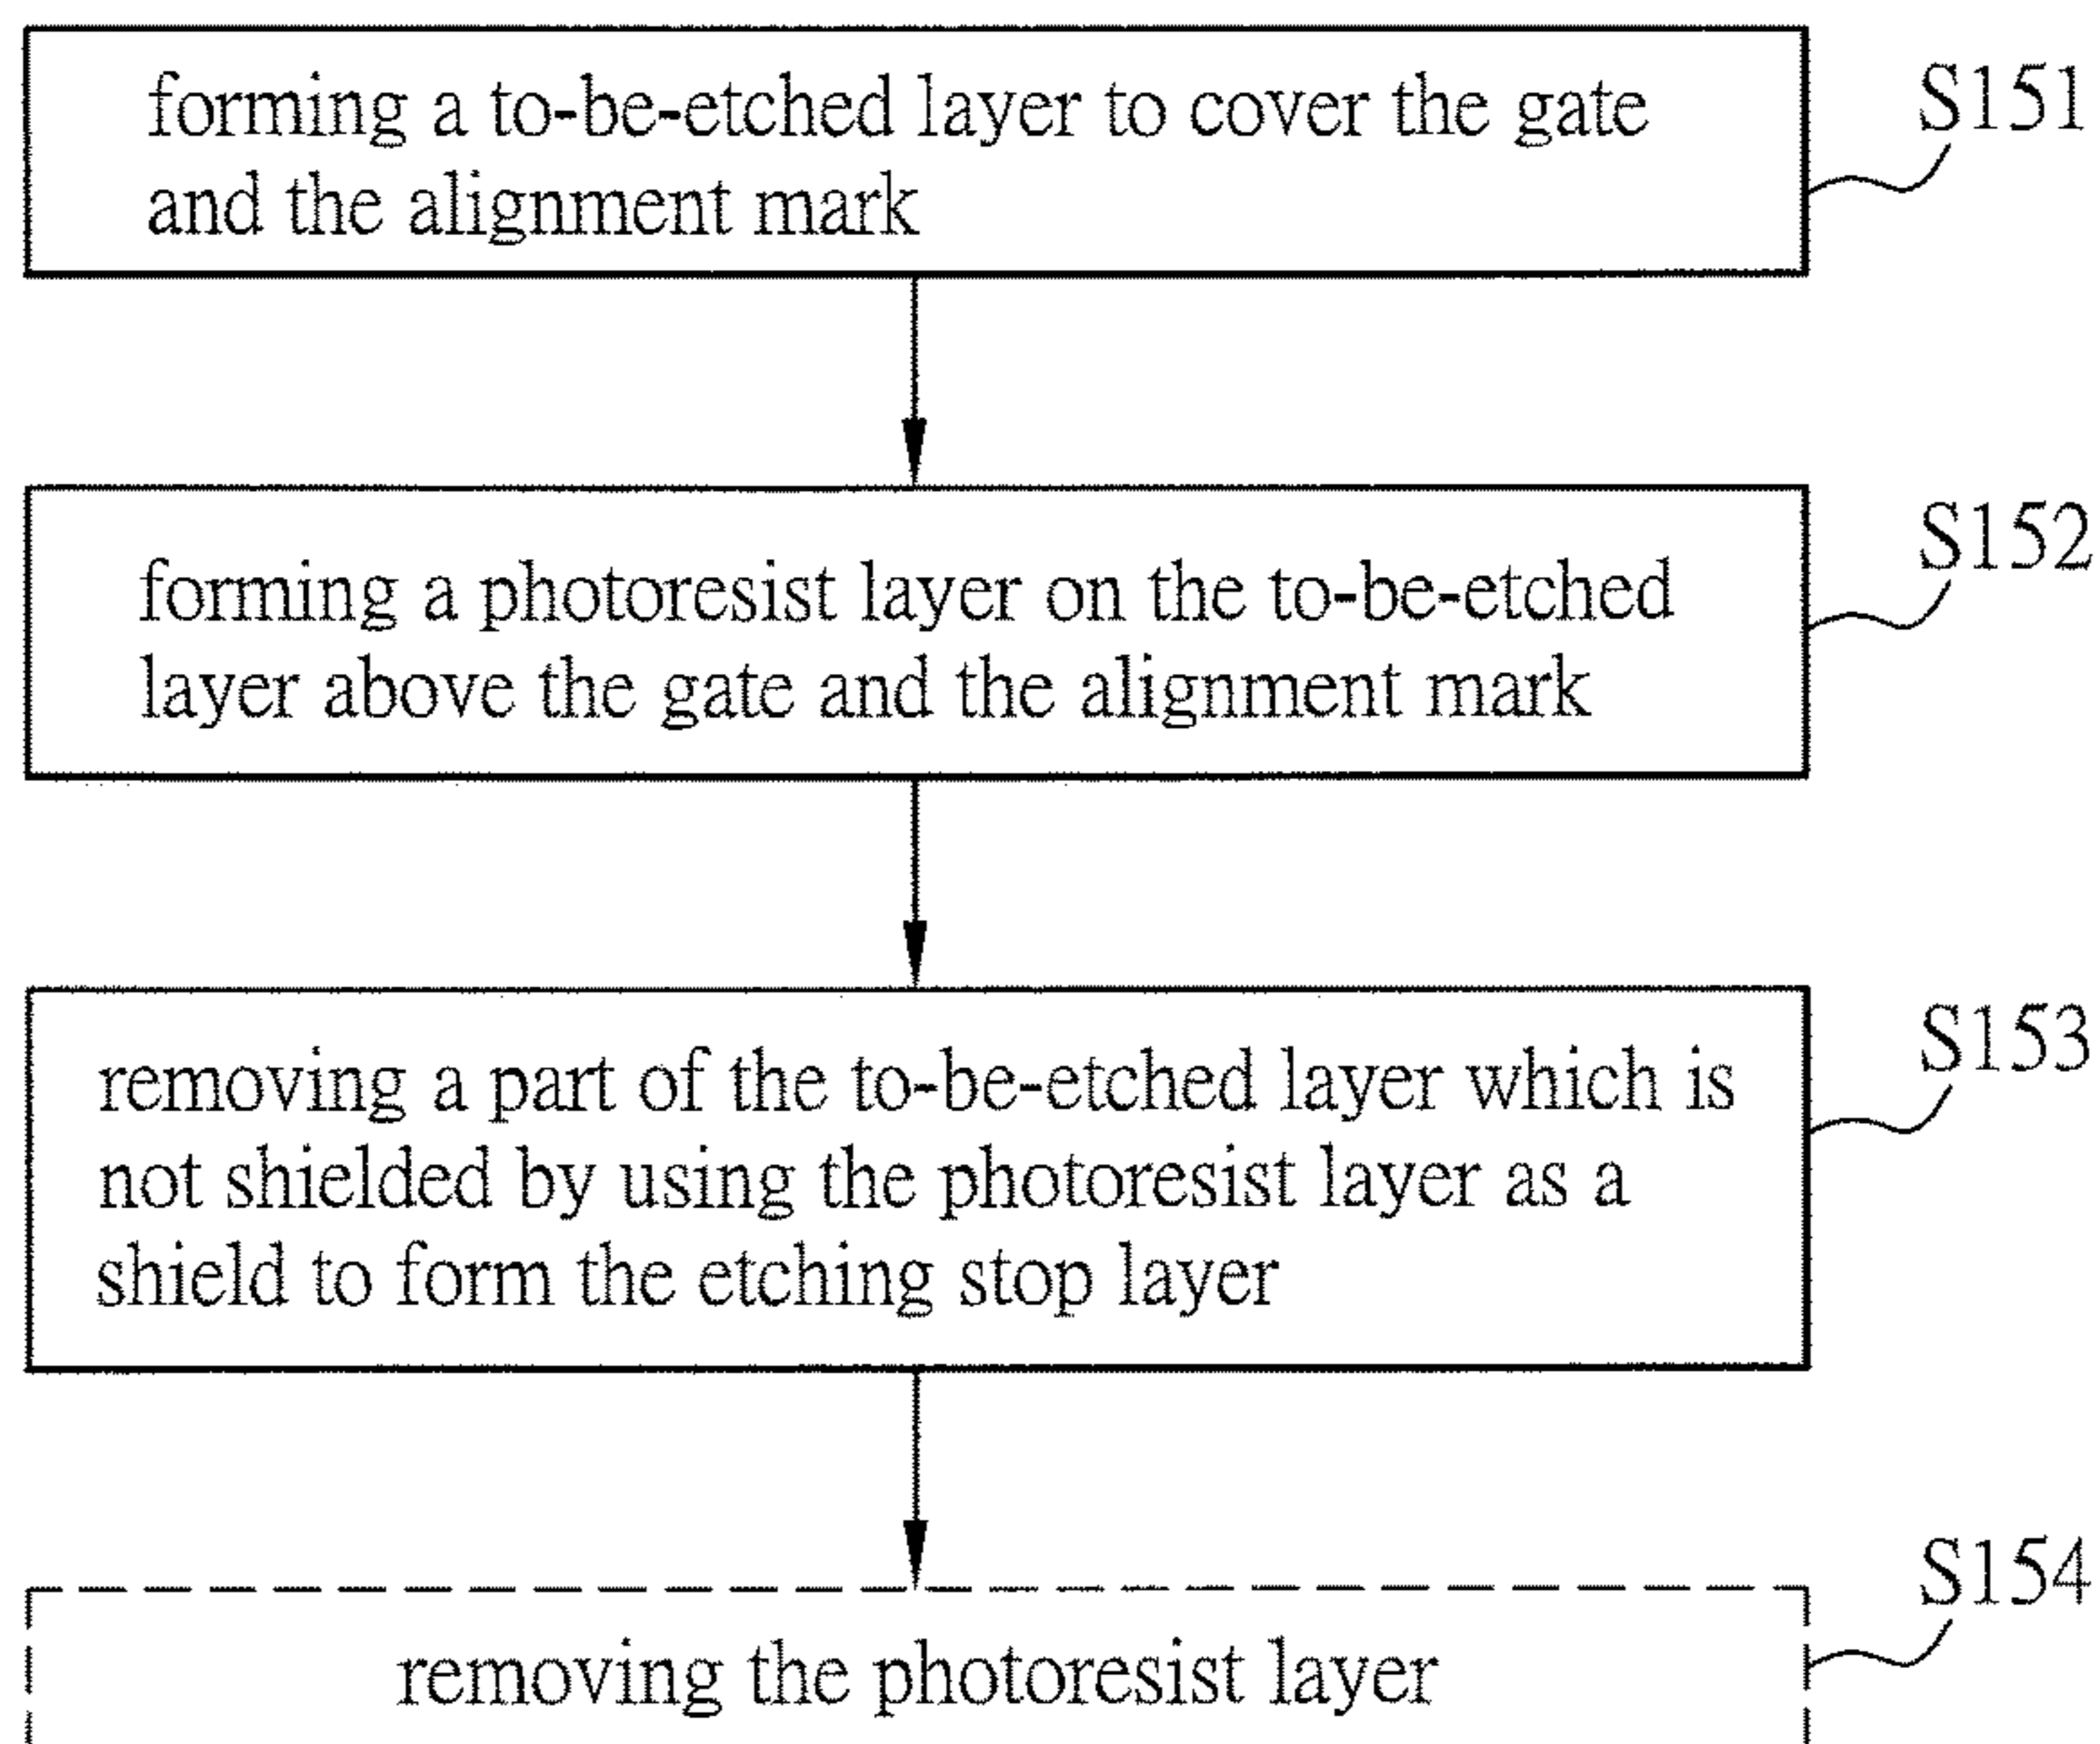 forming a to-be-etched layer to cover the gate
and the alignment mark
S151
forming a photoresist layer on the to-be-etched
layer above the gate and the alignment mark
S152
removing a part of the to-be-etched layer which is
not shielded by using the photoresist layer as a
shield to form the etching stop layer
S153
removing the photoresist layer
S154